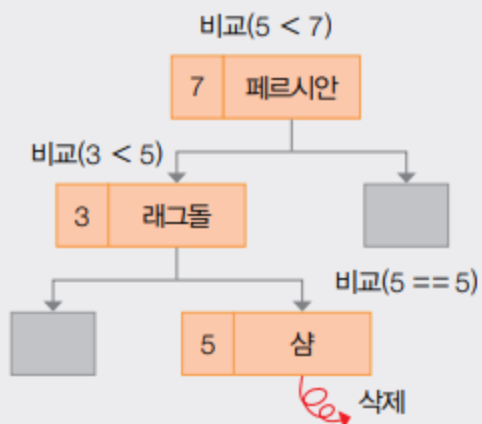 비교(5 < 7)
7 페르시안
비교(3 < 5)
3 래그돌
비교(5 == 5)
5 샴
삭제